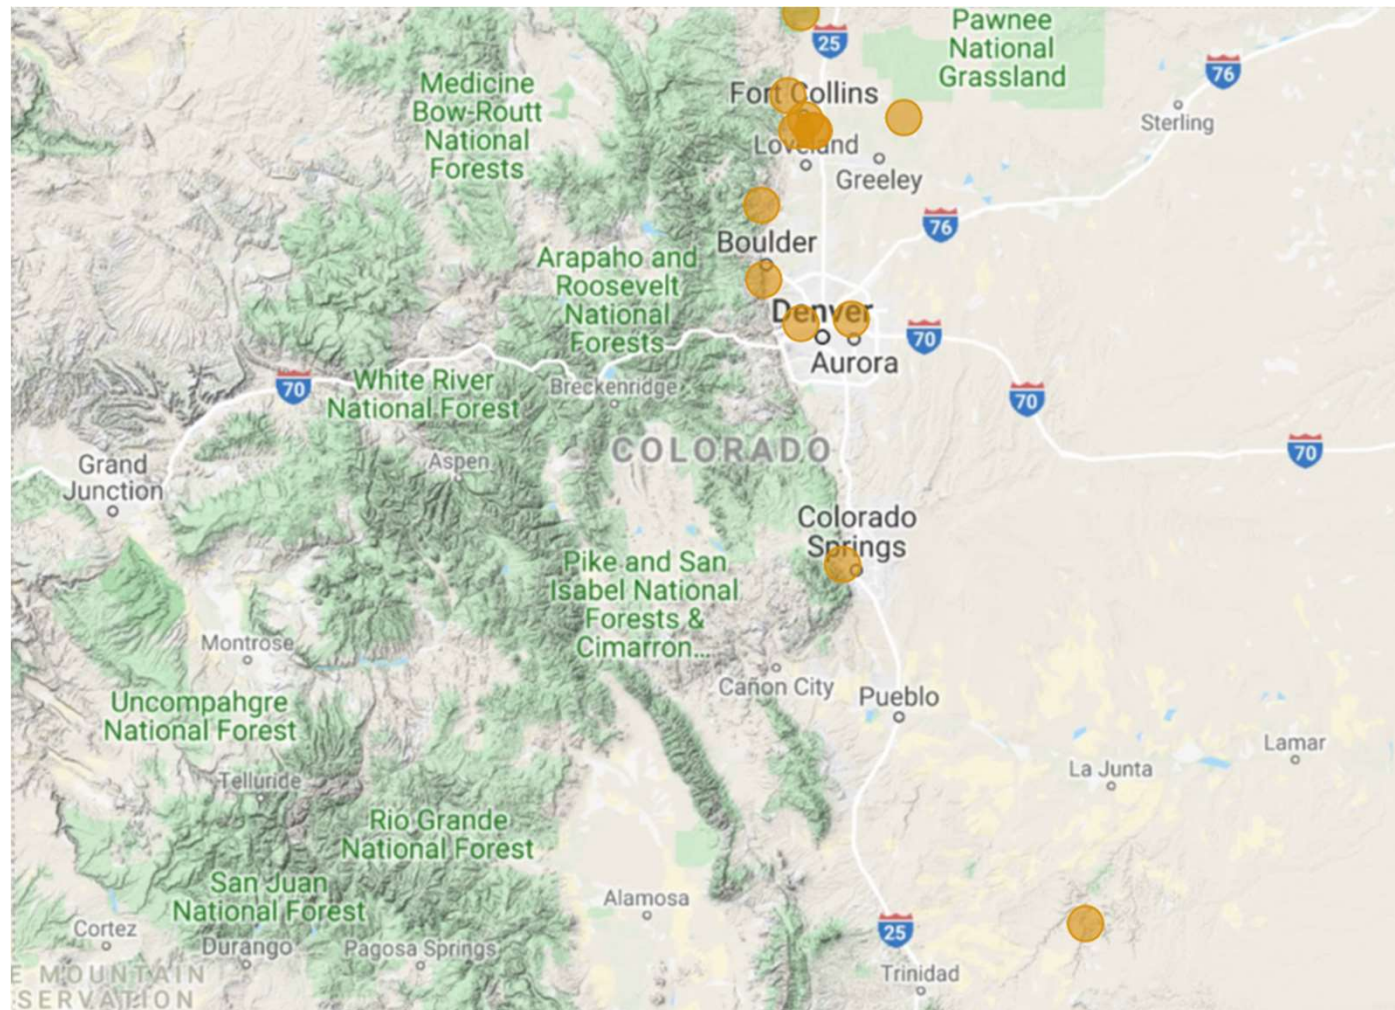 Pawnee
National
Grassland
25
76
Medicine
Bow-Routt
National
Forests
Fort Collins
Sterling
Loveland
Greeley
76
Boulder
Arapaho and
Roosevelt
National
Forests
Denver
70
Aurora
White River
National Forest
70
Breckenridge
70
COLORADO
70
Grand
Junction
Aspen
Colorado
Springs
Pike and San
Isabel National
Forests &
Cimarron...
Montrose
Cañon City
Pueblo
Uncompahgre
National Forest
Lamar
La Junta
Telluride
Rio Grande
National Forest
San Juan
National Forest
Alamosa
Cortez
25
Durango
Pagosa Springs
E MOUNTAIN
SERVATION
Trinidad